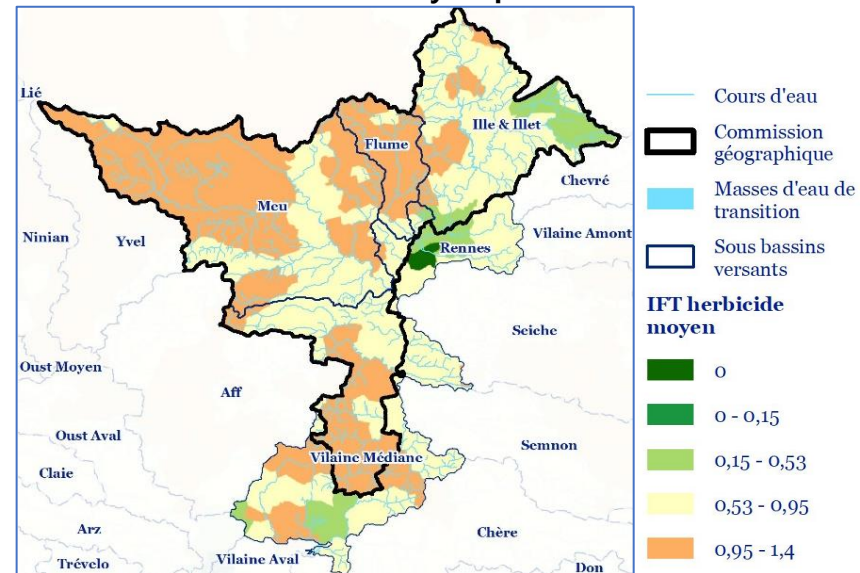 Lié
Flume
Ille & Illet
Chevré
Meu
Ninian
Yvel
Rennes
Vilaine Amont
Seiche
Oust Moyen
Aff
Oust Aval
Semnon
Claie
Vilaine Médiane
Arz
Chère
Trévelo
Vilaine Aval
Don
Cours d'eau
Commission
géographique
Masses d'eau de
transition
Sous bassins
versants
IFT herbicide
moyen
0
0 - 0,15
0,15 - 0,53
0,53 - 0,95
0,95 - 1,4